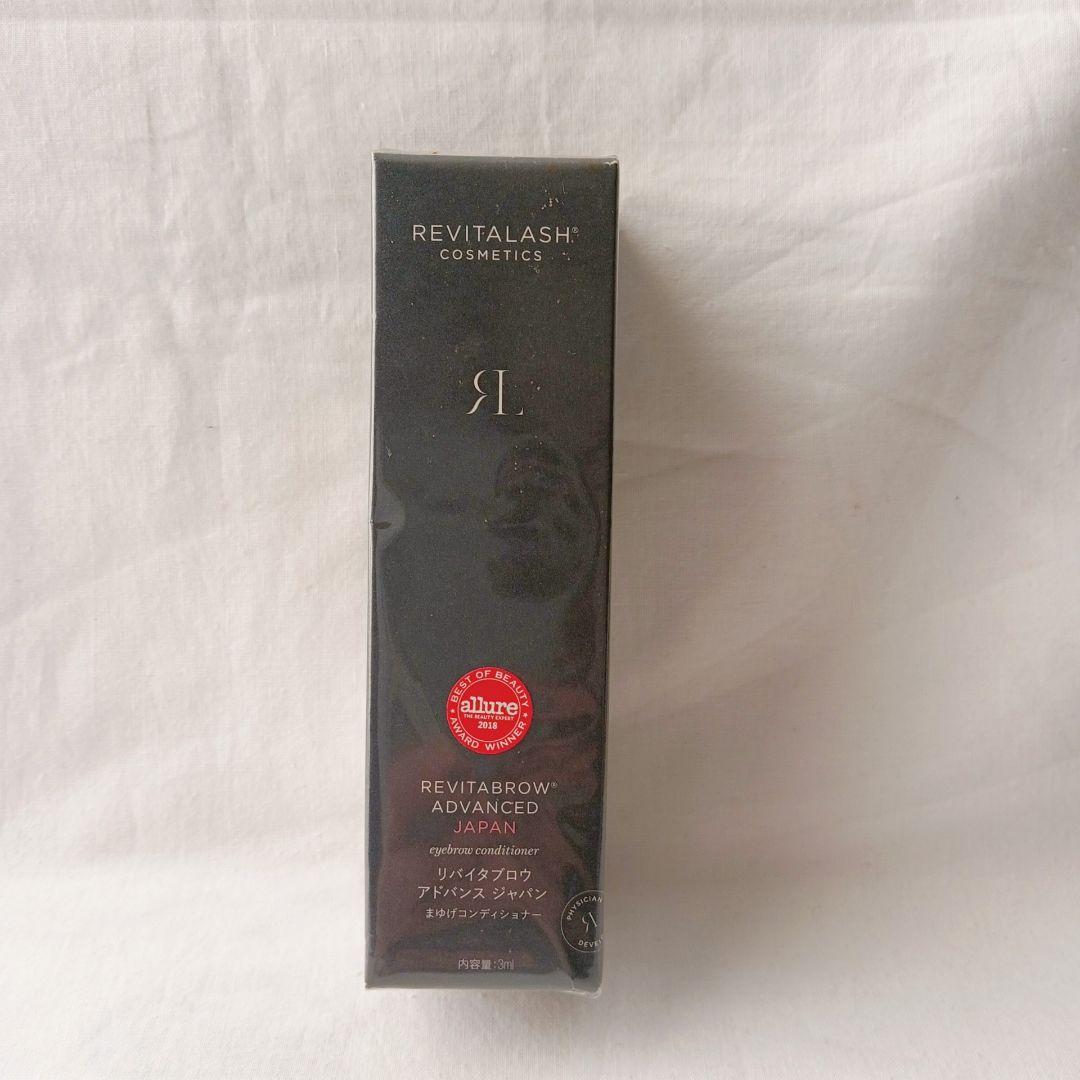 REVITALASH®
COSMETICS
RL
BEST OF BEAUTY
allure
THE BEAUTY EXPERT
2018
AWARD WINNER
REVITABROW®
ADVANCED
JAPAN
eyebrow conditioner
リバイタブロウ
アドバンス ジャパン
まゆげコンディショナー
PHYSICIAN
DEVE
内容量:3ml